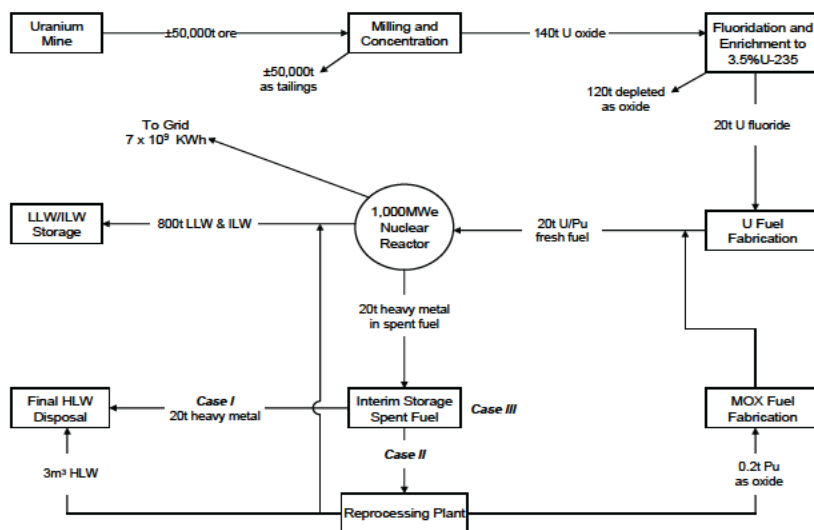 Uranium
Mine
±50,000t ore
Milling and
Concentration
140t U oxide
Fluoridation and
Enrichment to
3.5%U-235
±50,000t
as tailings
120t depleted
as oxide
To Grid
7 x 10⁹ KWh
20t U fluoride
LLW/ILW
Storage
800t LLW & ILW
1,000MWe
Nuclear
Reactor
20t U/Pu
fresh fuel
U Fuel
Fabrication
20t heavy metal
in spent fuel
Final HLW
Disposal
Case I
20t heavy metal
Interim Storage
Spent Fuel
Case III
MOX Fuel
Fabrication
Case II
3m³ HLW
0.2t Pu
as oxide
Reprocessing Plant